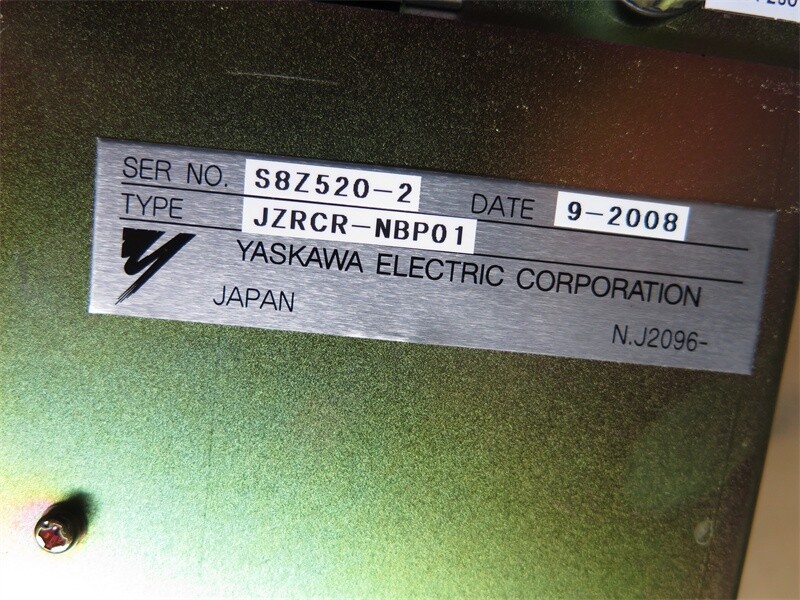 SER NO. S8Z520-2 DATE 9-2008
TYPE JZRCR-NBP01
YASKAWA ELECTRIC CORPORATION
JAPAN
N.J2096-